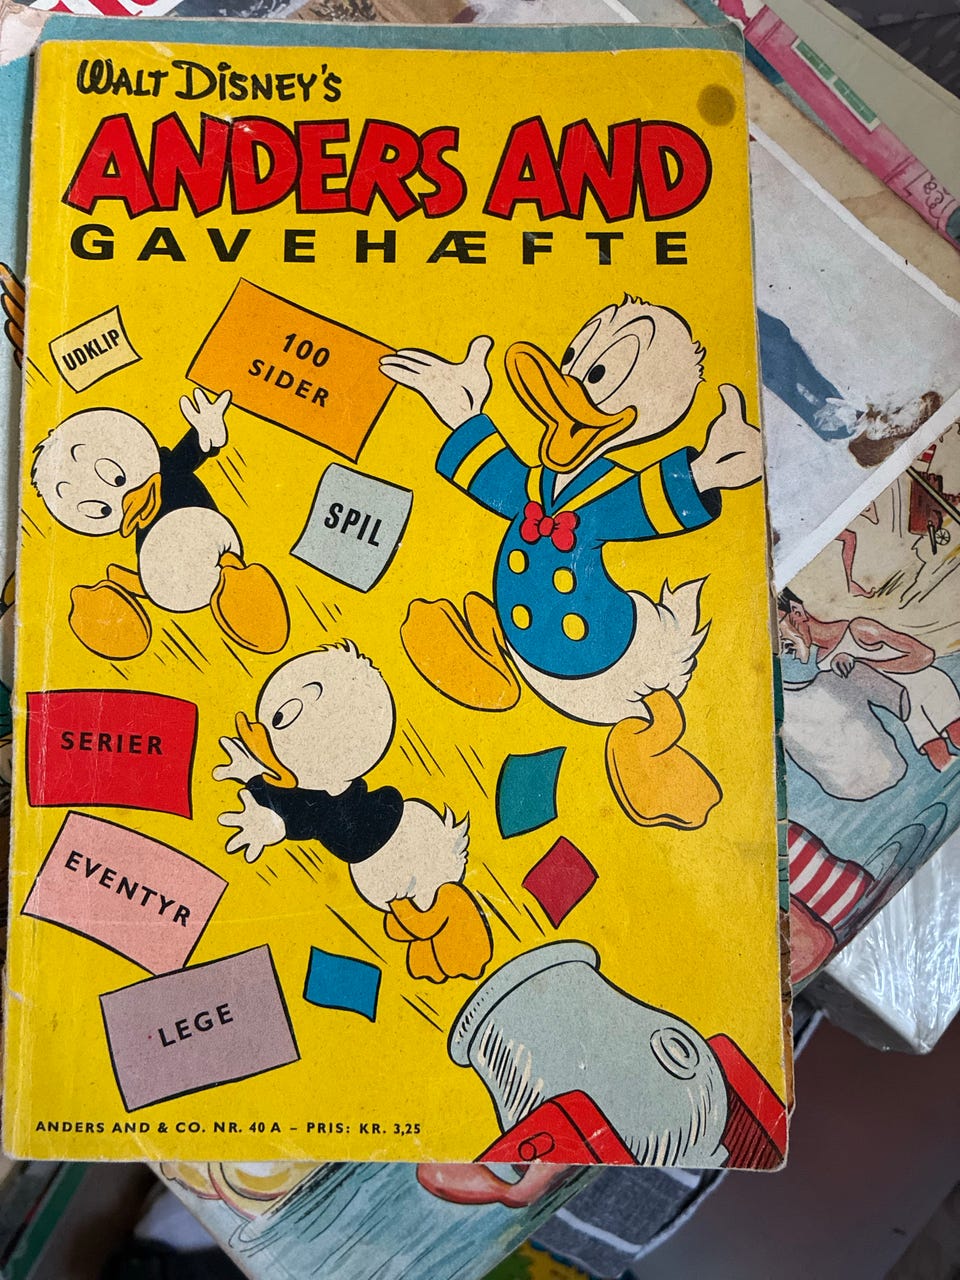 WALT DISNEY'S
ANDERS AND
GAVEHÆFTE
UDKLIP
100
SIDER
SPIL
SERIER
EVENTYR
LEGE
ANDERS AND & CO. NR. 40 A – PRIS: KR. 3,25